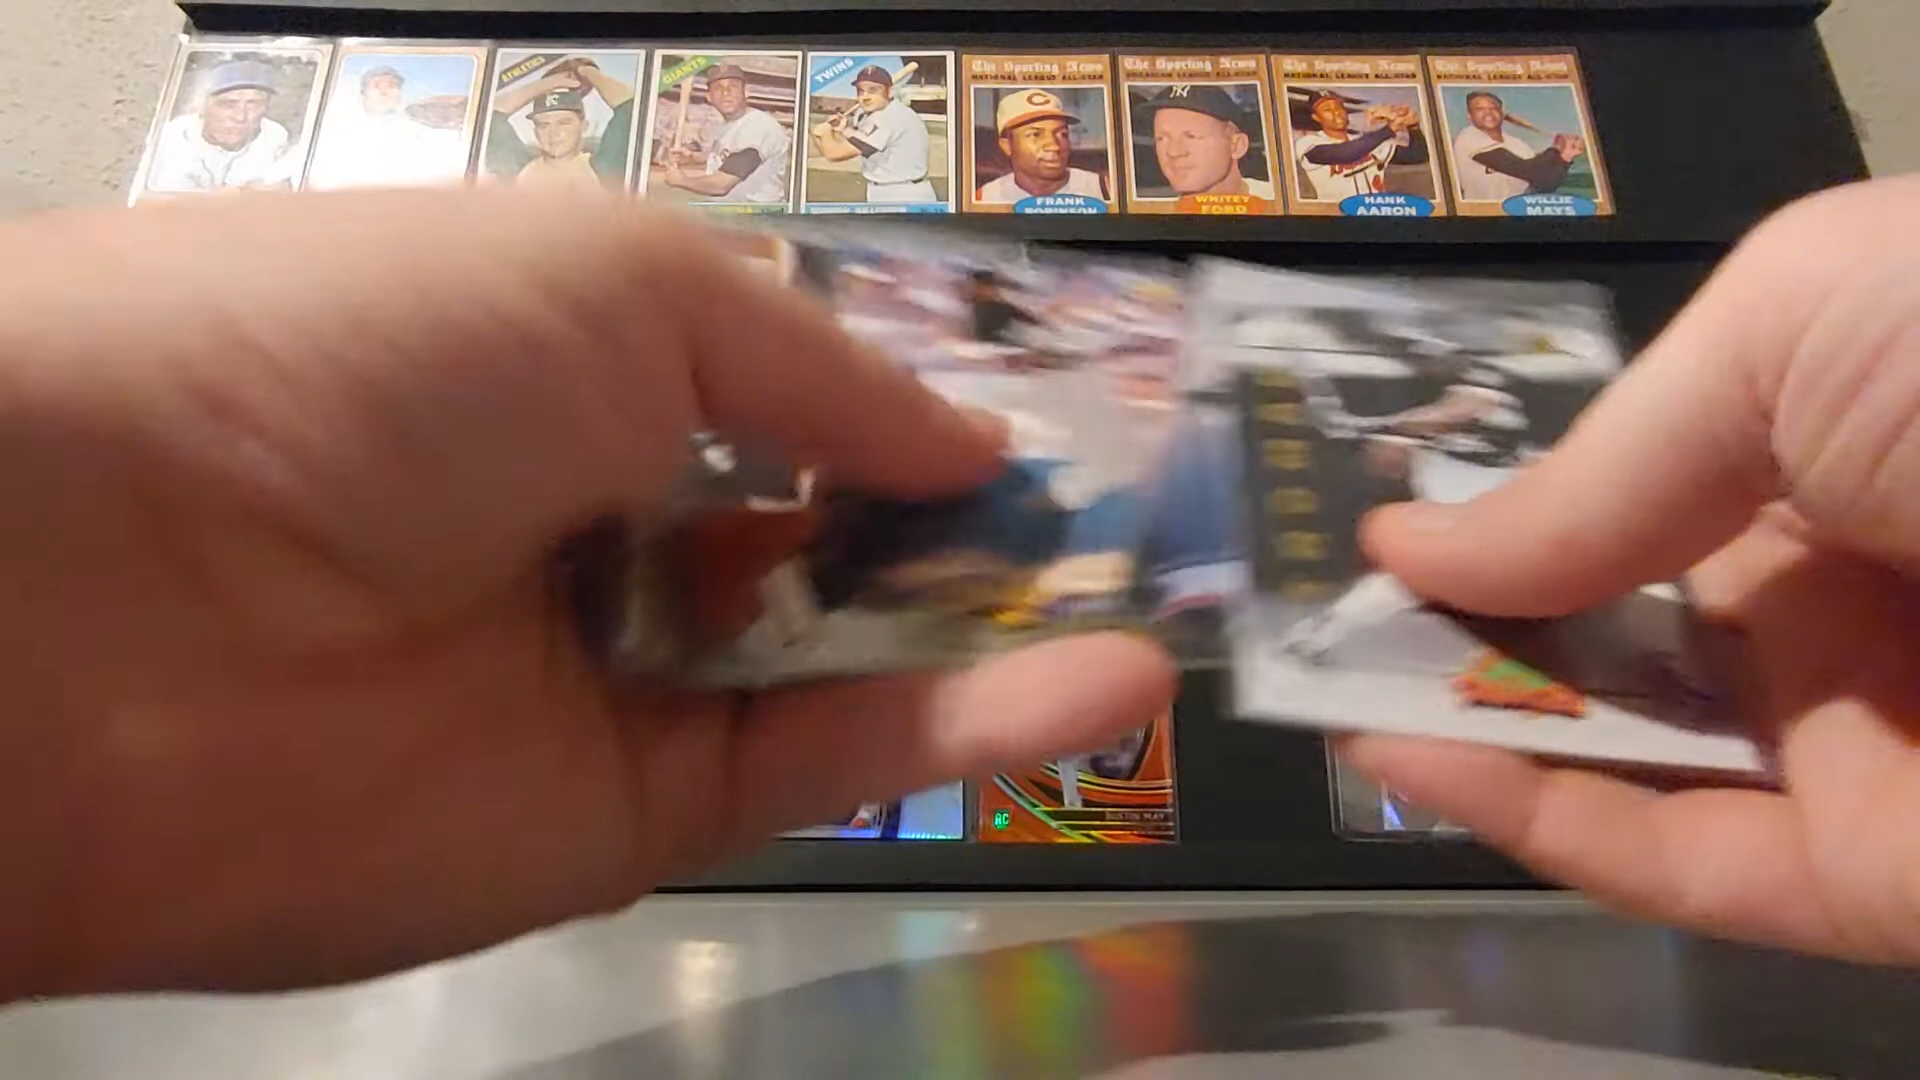 ATHLETICS
GIANTS
TWINS
The Sporting News
NATIONAL LEAGUE ALL-STAR
FRANK
ROBINSON
The Sporting News
AMERICAN LEAGUE ALL-STAR
WHITEY
FORD
The Sporting News
NATIONAL LEAGUE ALL-STAR
HANK
AARON
The Sporting News
NATIONAL LEAGUE ALL-STAR
WILLIE
MAYS
RC
DUSTIN MAY